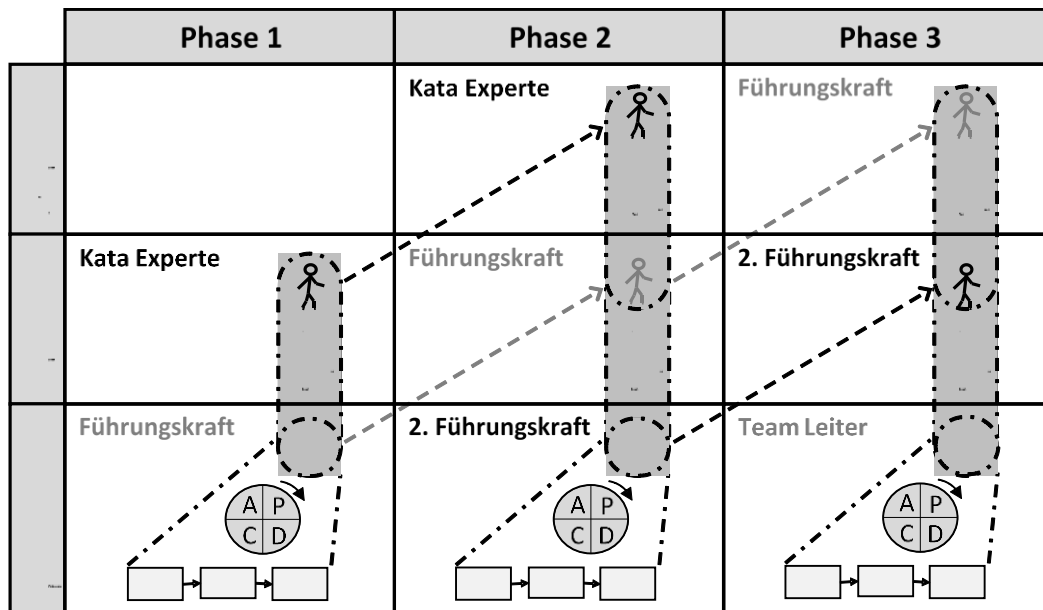 Phase 1
Phase 2
Phase 3
Kata Experte
Führungskraft
Kata Experte
Führungskraft
2. Führungskraft
Führungskraft
2. Führungskraft
Team Leiter
A P
C D
A P
C D
A P
C D